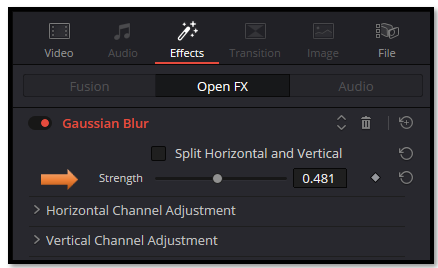 Video Audio Effects Transition Image File
Fusion Open FX Audio
Gaussian Blur
Split Horizontal and Vertical
Strength 0.481
Horizontal Channel Adjustment
Vertical Channel Adjustment